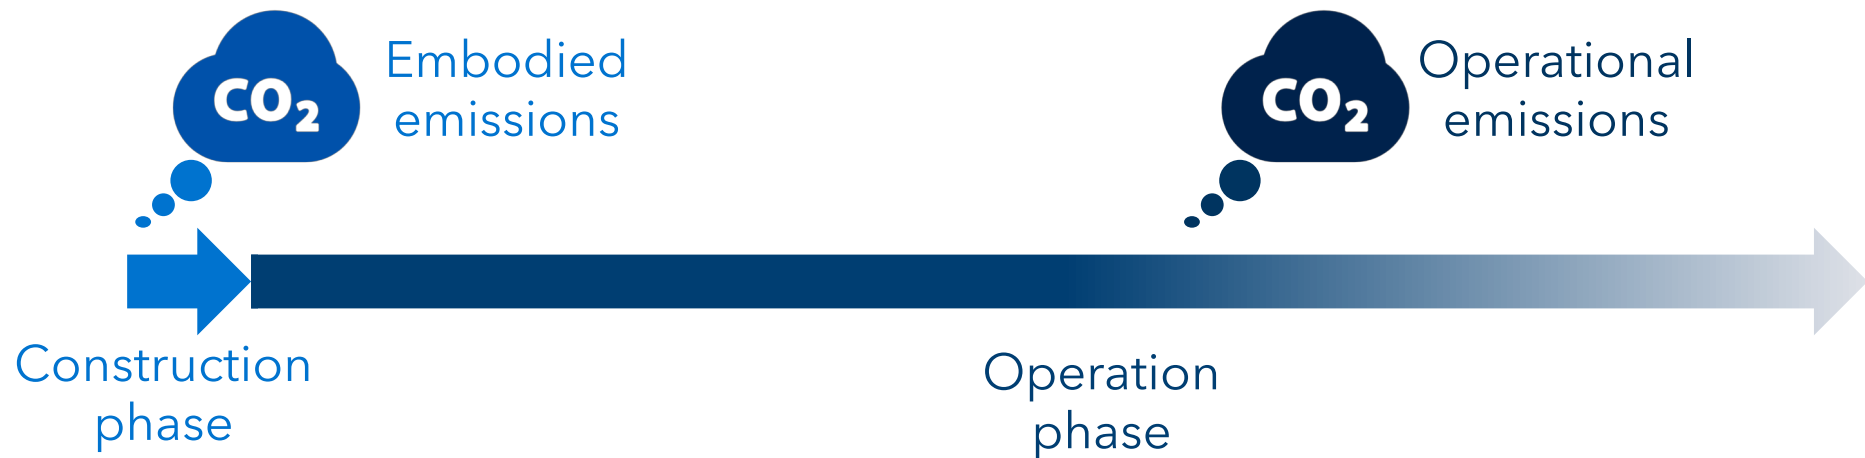 CO₂
Embodied
emissions
CO₂
Operational
emissions
Construction
phase
Operation
phase